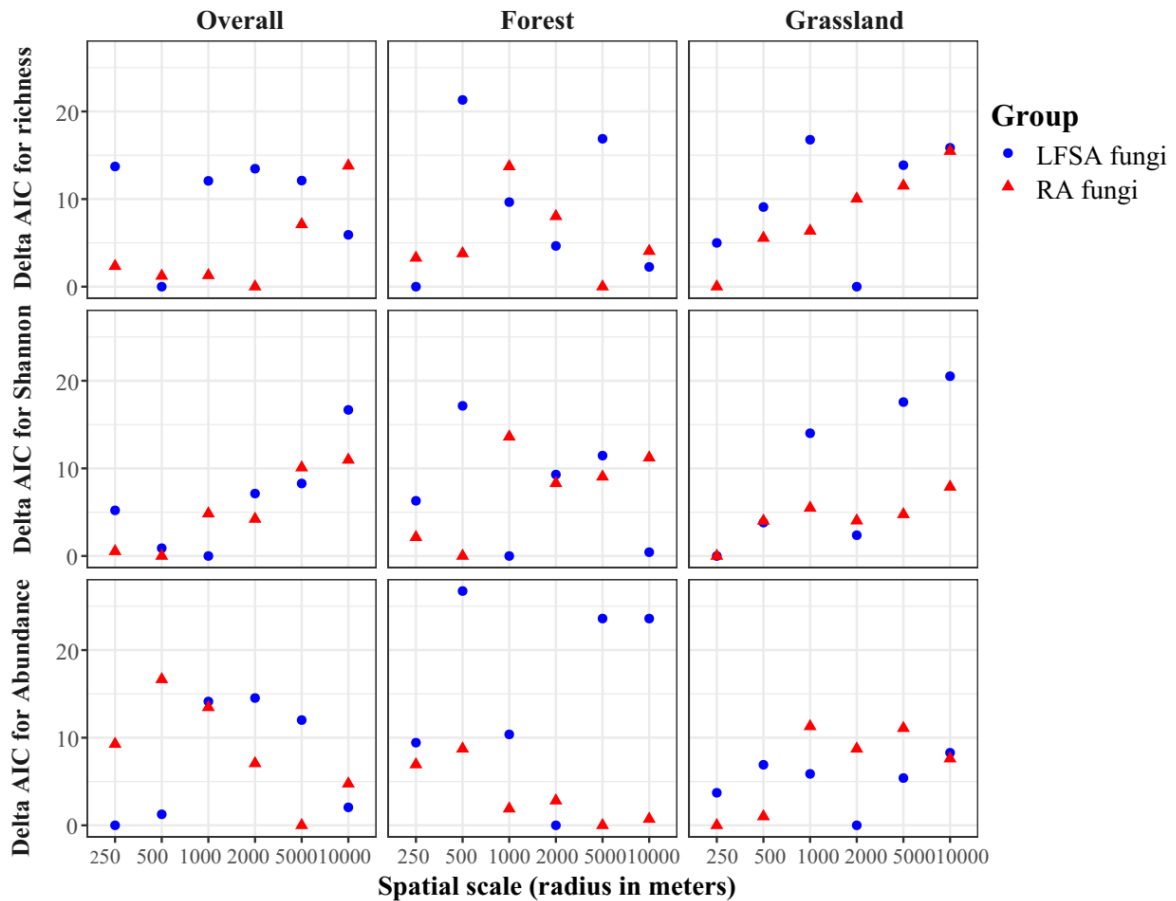 Overall Forest Grassland
Delta AIC for richness
20
10
0
Group
LFSA fungi
RA fungi
Delta AIC for Shannon
20
10
0
Delta AIC for Abundance
20
10
0
250 500 1000 2000 5000 10000 250 500 1000 2000 5000 10000 250 500 1000 2000 5000 10000
Spatial scale (radius in meters)